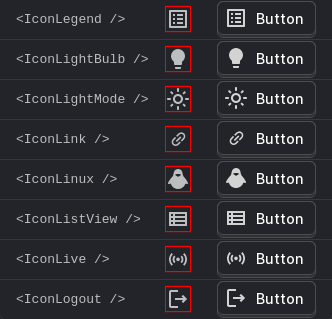 <IconLegend /> Button
<IconLightBulb /> Button
<IconLightMode /> Button
<IconLink /> Button
<IconLinux /> Button
<IconListView /> Button
<IconLive /> Button
<IconLogout /> Button